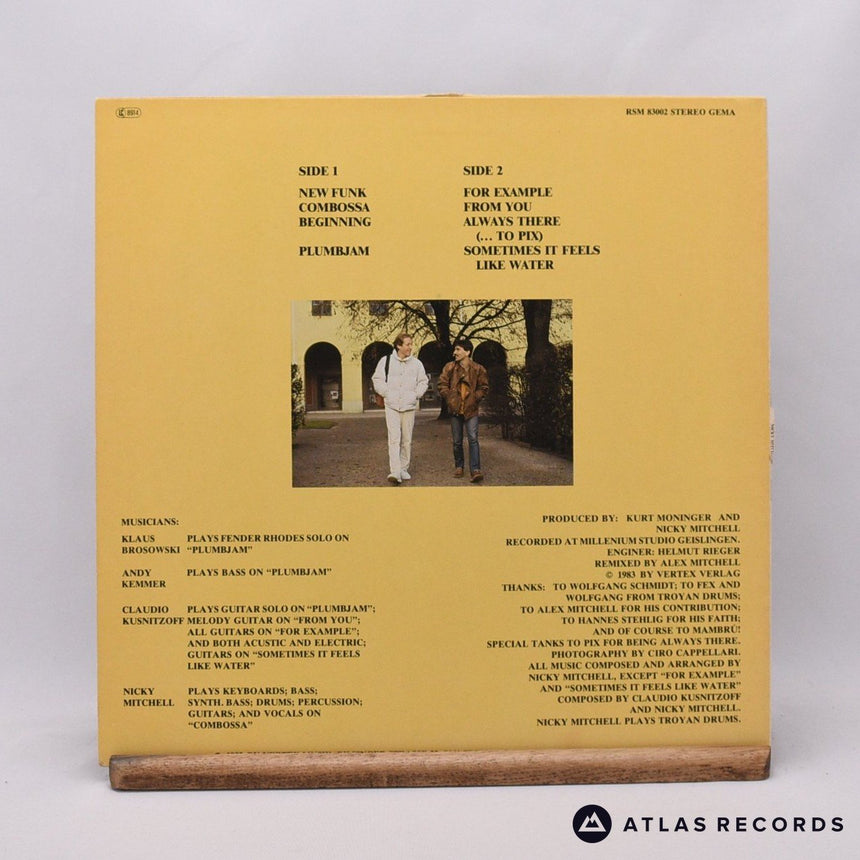 LC 8914
RSM 83002 STEREO GEMA
SIDE 1
NEW FUNK
COMBOSSA
BEGINNING
PLUMBJAM
SIDE 2
FOR EXAMPLE
FROM YOU
ALWAYS THERE
(... TO PIX)
SOMETIMES IT FEELS
LIKE WATER
MUSICIANS:
KLAUS PLAYS FENDER RHODES SOLO ON
BROSOWSKI "PLUMBJAM"
ANDY PLAYS BASS ON "PLUMBJAM"
KEMMER
CLAUDIO PLAYS GUITAR SOLO ON "PLUMBJAM";
KUSNITZOFF MELODY GUITAR ON "FROM YOU";
ALL GUITARS ON "FOR EXAMPLE";
AND BOTH ACUSTIC AND ELECTRIC;
GUITARS ON "SOMETIMES IT FEELS
LIKE WATER"
NICKY PLAYS KEYBOARDS; BASS;
MITCHELL SYNTH. BASS; DRUMS; PERCUSSION;
GUITARS; AND VOCALS ON
"COMBOSSA"
PRODUCED BY: KURT MONINGER AND
NICKY MITCHELL
RECORDED AT MILLENIUM STUDIO GEISLINGEN.
ENGINER: HELMUT RIEGER
REMIXED BY ALEX MITCHELL
© 1983 BY VERTEX VERLAG
THANKS: TO WOLFGANG SCHMIDT; TO FEX AND
WOLFGANG FROM TROYAN DRUMS;
TO ALEX MITCHELL FOR HIS CONTRIBUTION;
TO HANNES STEHLIG FOR HIS FAITH;
AND OF COURSE TO MAMBRÚ!
SPECIAL TANKS TO PIX FOR BEING ALWAYS THERE.
PHOTOGRAPHY BY CIRO CAPPELLARI.
ALL MUSIC COMPOSED AND ARRANGED BY
NICKY MITCHELL, EXCEPT "FOR EXAMPLE"
AND "SOMETIMES IT FEELS LIKE WATER"
COMPOSED BY CLAUDIO KUSNITZOFF
AND NICKY MITCHELL.
NICKY MITCHELL PLAYS TROYAN DRUMS.
ATLAS RECORDS